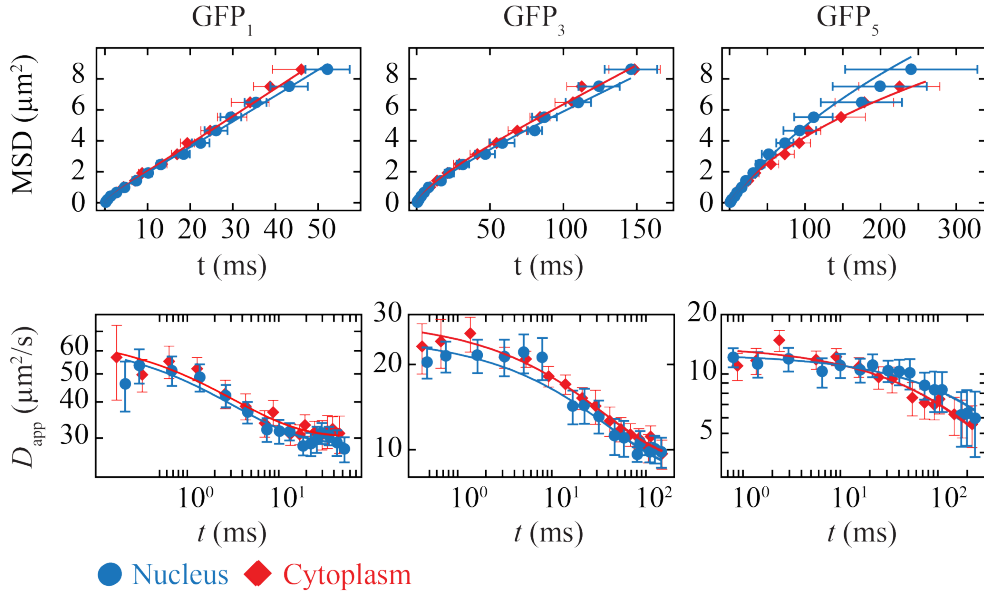 GFP₁ GFP₃ GFP₅
MSD (μm²)
8
6
4
2
0
8
6
4
2
0
8
6
4
2
0
10 20 30 40 50
50 100 150
100 200 300
t (ms) t (ms) t (ms)
D_app (μm²/s)
60
50
40
30
30
20
10
20
10
5
10⁰ 10¹
10⁰ 10¹ 10²
10⁰ 10¹ 10²
t (ms) t (ms) t (ms)
Nucleus Cytoplasm